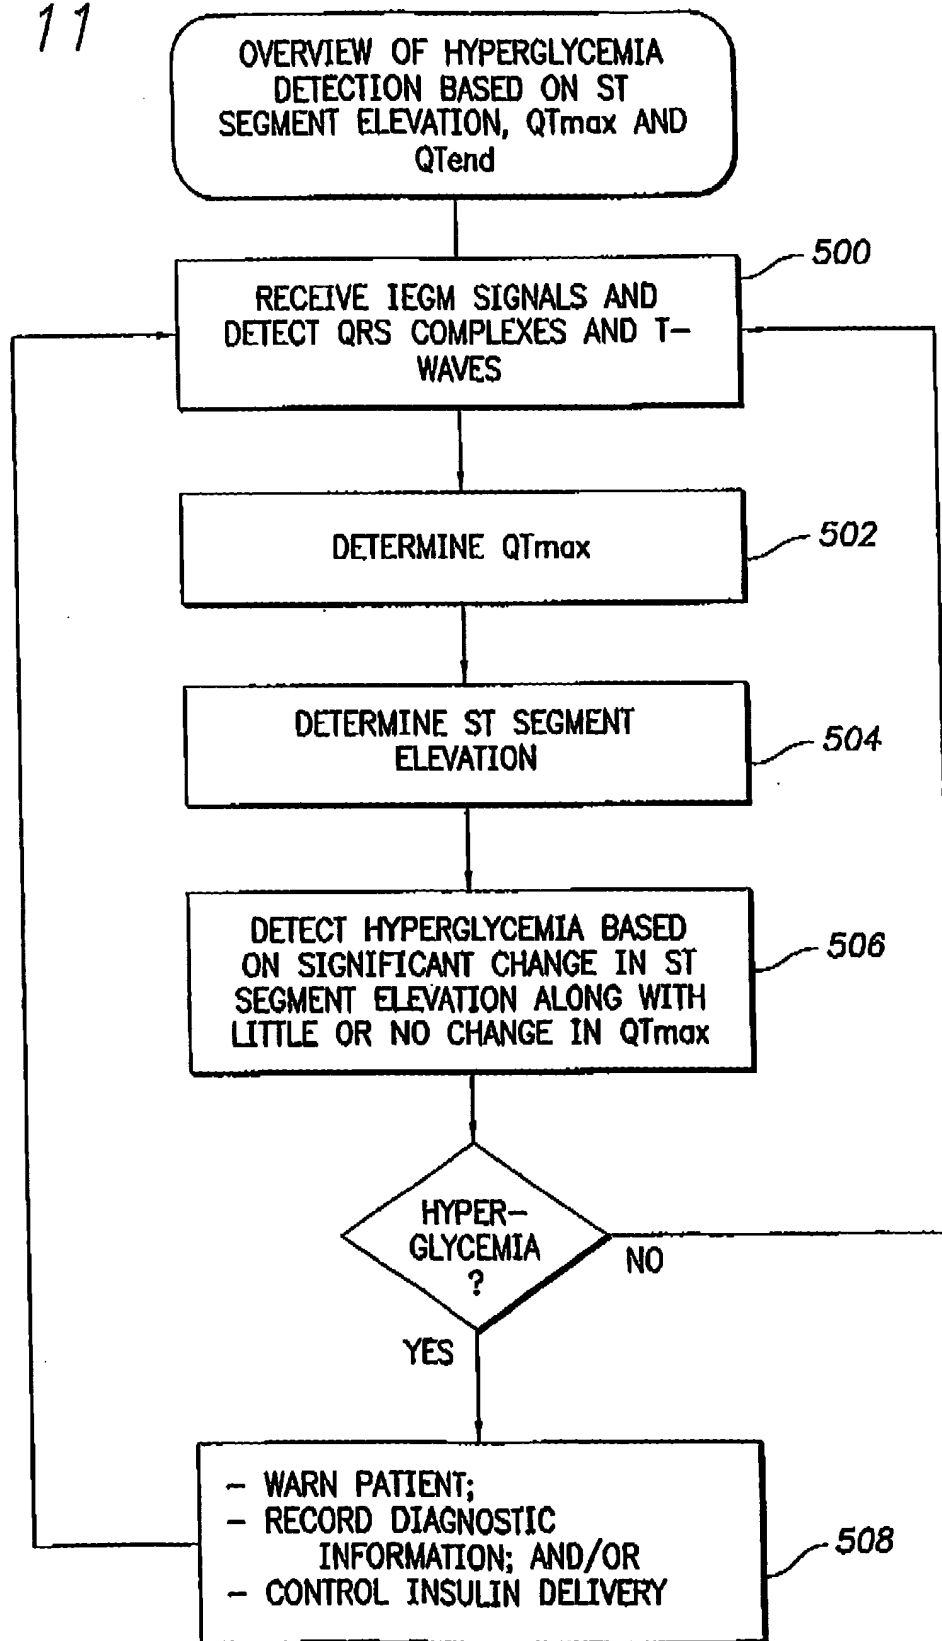 11
OVERVIEW OF HYPERGLYCEMIA
DETECTION BASED ON ST
SEGMENT ELEVATION, QTmax AND
QTend
500
RECEIVE IEGM SIGNALS AND
DETECT QRS COMPLEXES AND T-
WAVES
502
DETERMINE QTmax
504
DETERMINE ST SEGMENT
ELEVATION
506
DETECT HYPERGLYCEMIA BASED
ON SIGNIFICANT CHANGE IN ST
SEGMENT ELEVATION ALONG WITH
LITTLE OR NO CHANGE IN QTmax
HYPER-
GLYCEMIA
?
NO
YES
- WARN PATIENT;
- RECORD DIAGNOSTIC
INFORMATION; AND/OR
- CONTROL INSULIN DELIVERY
508